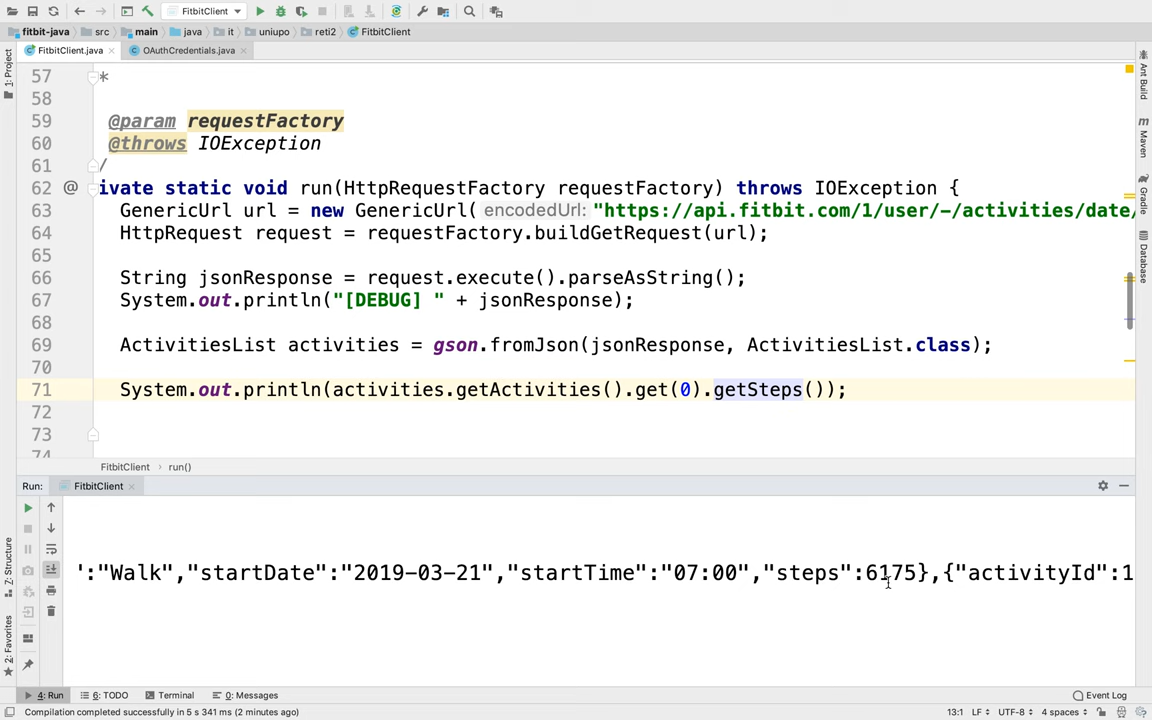 FitbitClient
fitbit-java src main java it uniupo reti2 FitbitClient
FitbitClient.java OAuthCredentials.java
1: Project
57 *
58
59 @param requestFactory
60 @throws IOException
61 /
62 @ ivate static void run(HttpRequestFactory requestFactory) throws IOException {
63 GenericUrl url = new GenericUrl( encodedUrl: "https://api.fitbit.com/1/user/-/activities/date/
64 HttpRequest request = requestFactory.buildGetRequest(url);
65
66 String jsonResponse = request.execute().parseAsString();
67 System.out.println("[DEBUG] " + jsonResponse);
68
69 ActivitiesList activities = gson.fromJson(jsonResponse, ActivitiesList.class);
70
71 System.out.println(activities.getActivities().get(0).getSteps());
72
73
74
Ant Build
Maven
Gradle
Database
FitbitClient › run()
Run: FitbitClient
":"Walk","startDate":"2019-03-21","startTime":"07:00","steps":6175},{"activityId":1
7: Structure
2: Favorites
4: Run 6: TODO Terminal 0: Messages Event Log
Compilation completed successfully in 5 s 341 ms (2 minutes ago) 13:1 LF UTF-8 4 spaces